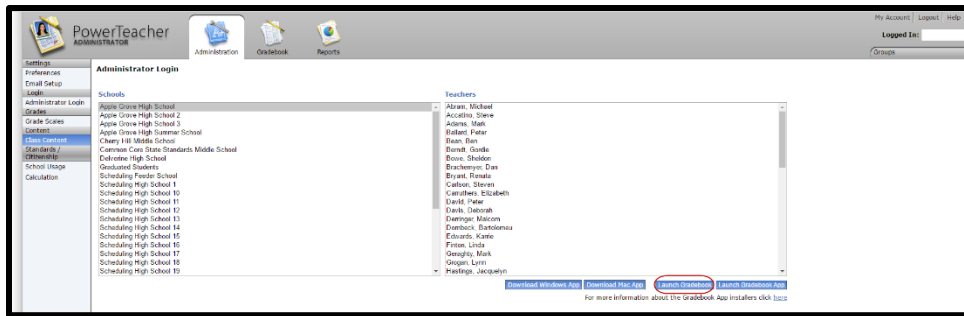 My Account Logout Help
PowerTeacher
ADMINISTRATOR
Logged In:
Administration Gradebook Reports
Groups
Settings
Preferences
Email Setup
Login
Administrator Login
Grades
Grade Scales
Content
Class Content
Standards /
Citizenship
School Usage
Calculation
Administrator Login
Schools
Apple Grove High School
Apple Grove High School 2
Apple Grove High School 3
Apple Grove High Summer School
Cherry Hill Middle School
Common Core State Standards Middle School
High School
Graduated Students
Scheduling Feeder School
Scheduling High School 1
Scheduling High School 10
Scheduling High School 11
Scheduling High School 12
Scheduling High School 13
Scheduling High School 14
Scheduling High School 15
Scheduling High School 16
Scheduling High School 17
Scheduling High School 18
Scheduling High School 19
Teachers
Abram, Michael
Accatino, Steve
Adams, Mark
Ballard, Peter
Bean, Ben
Berndt, Gordie
Bowe, Sheldon
Brachemyer, Dan
Bryant, Renata
Carlson, Steven
Carruthers, Elizabeth
David, Peter
Davis, Deborah
Derringer, Malcom
Dornback, Bartolomeu
Edwards, Karrie
Finton, Linda
Geraghty, Mark
Grogan, Lynn
Hastings, Jacquelyn
Download Windows App Download Mac App Launch Gradebook Launch Gradebook App
For more information about the Gradebook App installers click here